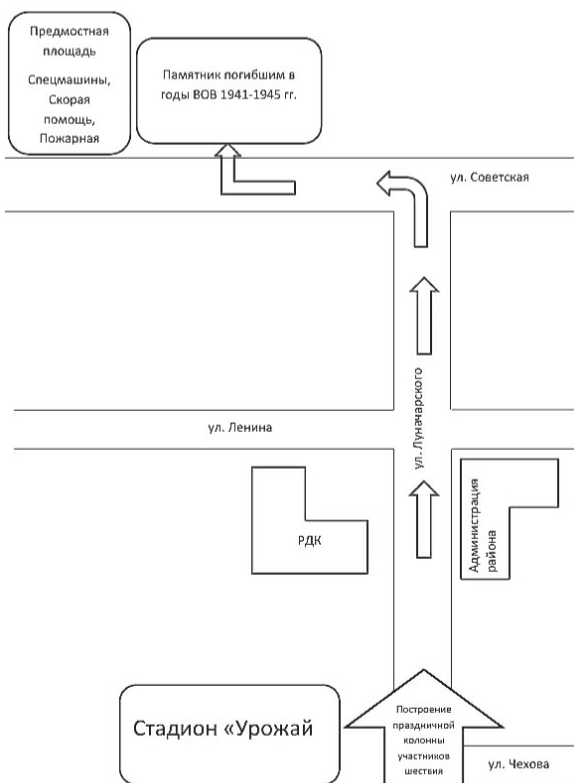 Предмостная
площадь
Спецмашины,
Скорая
помощь,
Пожарная
Памятник погибшим в
годы ВОВ 1941-1945 гг.
ул. Советская
ул. Луначарского
ул. Ленина
РДК
Администрация
района
Стадион «Урожай
Построение
праздничной
колонны
участников
шествия
ул. Чехова